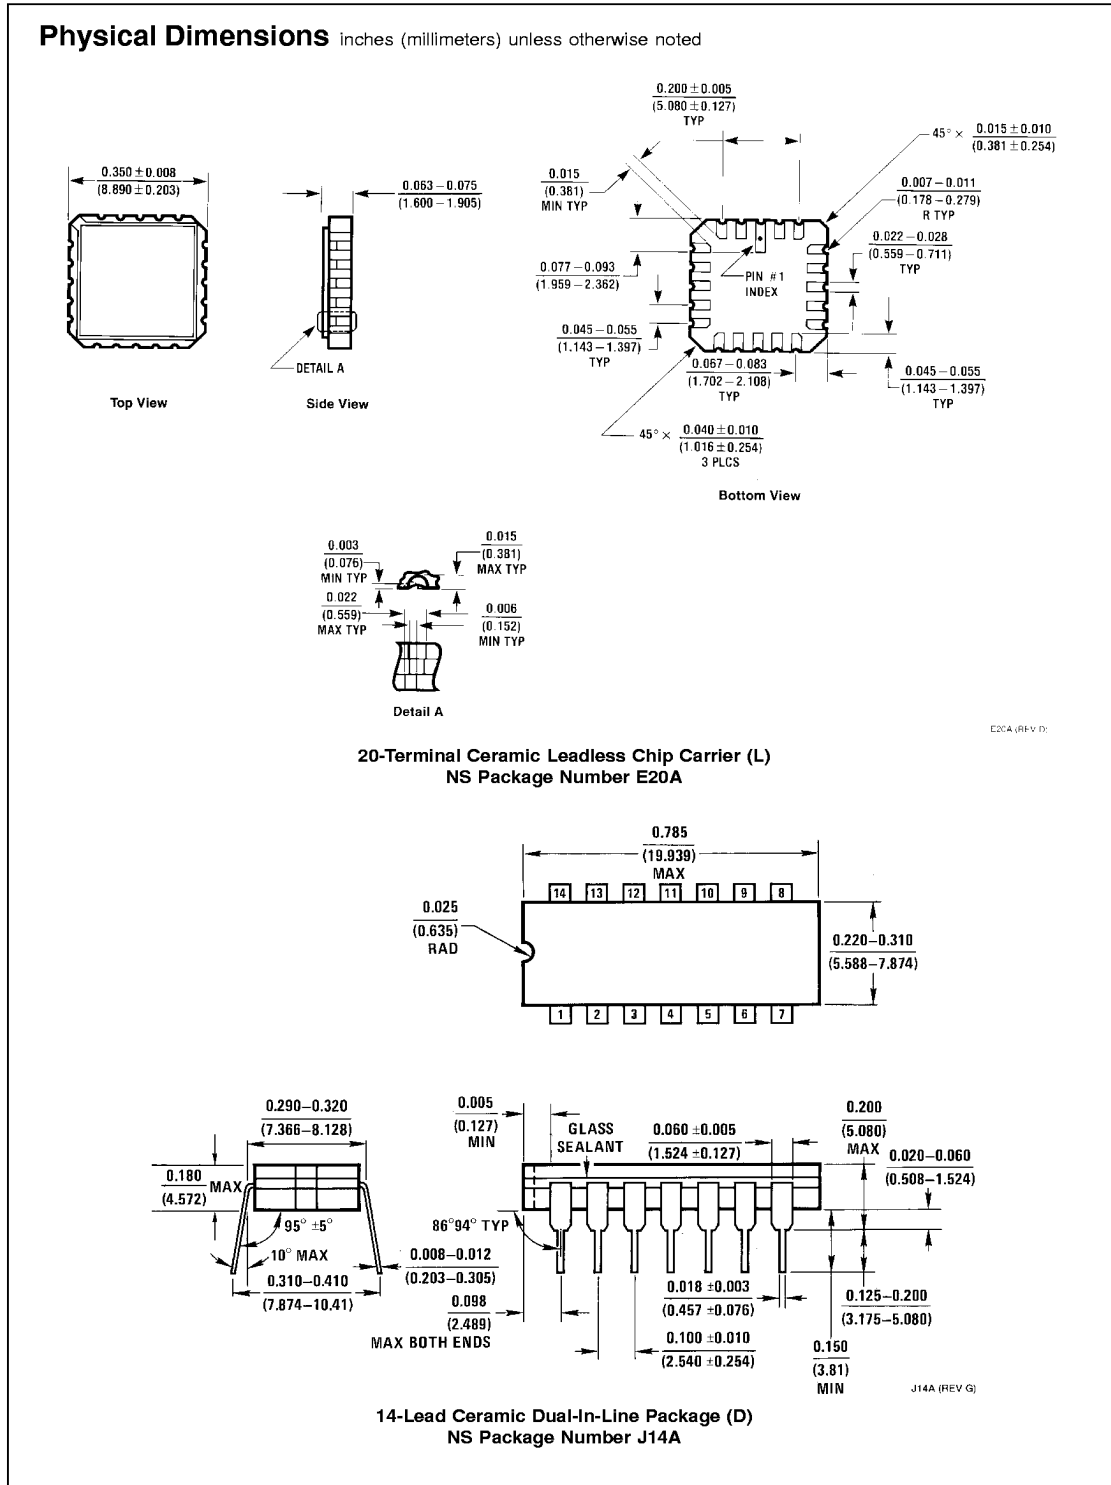 Physical Dimensions inches (millimeters) unless otherwise noted
0.350 ± 0.008
(8.890 ± 0.203)
Top View
0.063 – 0.075
(1.600 – 1.905)
DETAIL A
Side View
0.200 ± 0.005
(5.080 ± 0.127)
TYP
0.015
(0.381)
MIN TYP
45° × 0.015 ± 0.010
(0.381 ± 0.254)
0.007 – 0.011
(0.178 – 0.279)
R TYP
0.022 – 0.028
(0.559 – 0.711)
TYP
0.077 – 0.093
(1.959 – 2.362)
PIN #1
INDEX
0.045 – 0.055
(1.143 – 1.397)
TYP
0.067 – 0.083
(1.702 – 2.108)
TYP
0.045 – 0.055
(1.143 – 1.397)
TYP
45° × 0.040 ± 0.010
(1.016 ± 0.254)
3 PLCS
Bottom View
0.003
(0.076)
MIN TYP
0.015
(0.381)
MAX TYP
0.022
(0.559)
MAX TYP
0.006
(0.152)
MIN TYP
Detail A
E20A (REV D)
20-Terminal Ceramic Leadless Chip Carrier (L)
NS Package Number E20A
0.785
(19.939)
MAX
14 13 12 11 10 9 8
0.025
(0.635)
RAD
0.220–0.310
(5.588–7.874)
1 2 3 4 5 6 7
0.290–0.320
(7.366–8.128)
0.180
(4.572)
MAX
95° ±5°
10° MAX
0.310–0.410
(7.874–10.41)
0.008–0.012
(0.203–0.305)
0.005
(0.127)
MIN
GLASS
SEALANT
0.060 ±0.005
(1.524 ±0.127)
0.200
(5.080)
MAX
0.020–0.060
(0.508–1.524)
86°94° TYP
0.098
(2.489)
MAX BOTH ENDS
0.018 ±0.003
(0.457 ±0.076)
0.100 ±0.010
(2.540 ±0.254)
0.125–0.200
(3.175–5.080)
0.150
(3.81)
MIN
J14A (REV G)
14-Lead Ceramic Dual-In-Line Package (D)
NS Package Number J14A